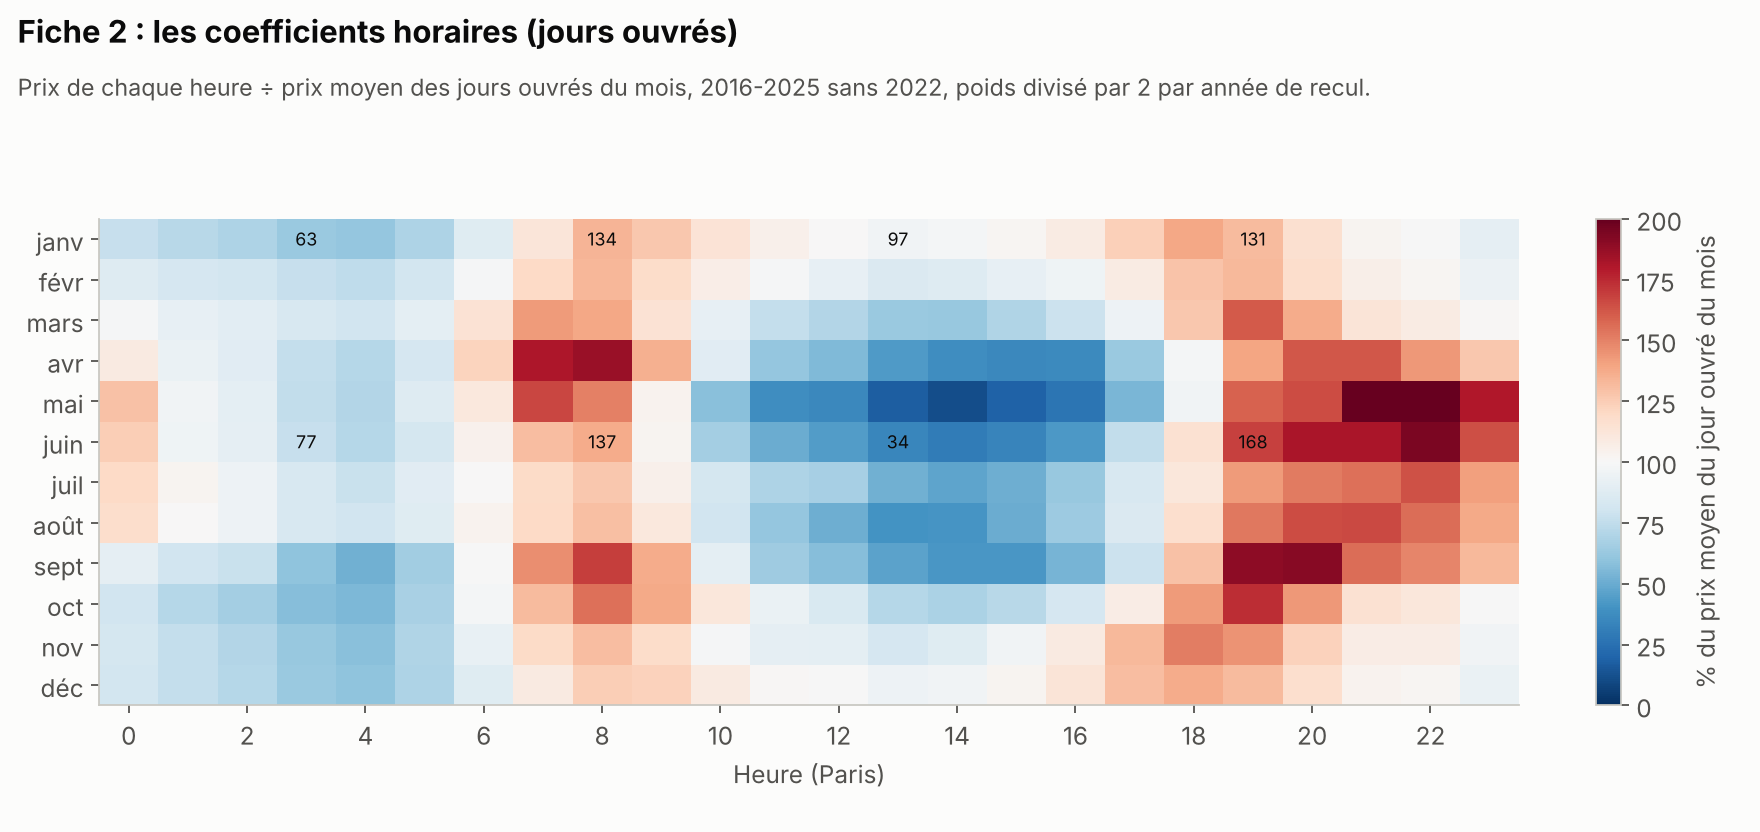 Fiche 2 : les coefficients horaires (jours ouvrés)
Prix de chaque heure ÷ prix moyen des jours ouvrés du mois, 2016-2025 sans 2022, poids divisé par 2 par année de recul.
janv 63 134 97 131
févr
mars
avr
mai
juin 77 137 34 168
juil
août
sept
oct
nov
déc
0 2 4 6 8 10 12 14 16 18 20 22
Heure (Paris)
200
175
150
125
100
75
50
25
0
% du prix moyen du jour ouvré du mois